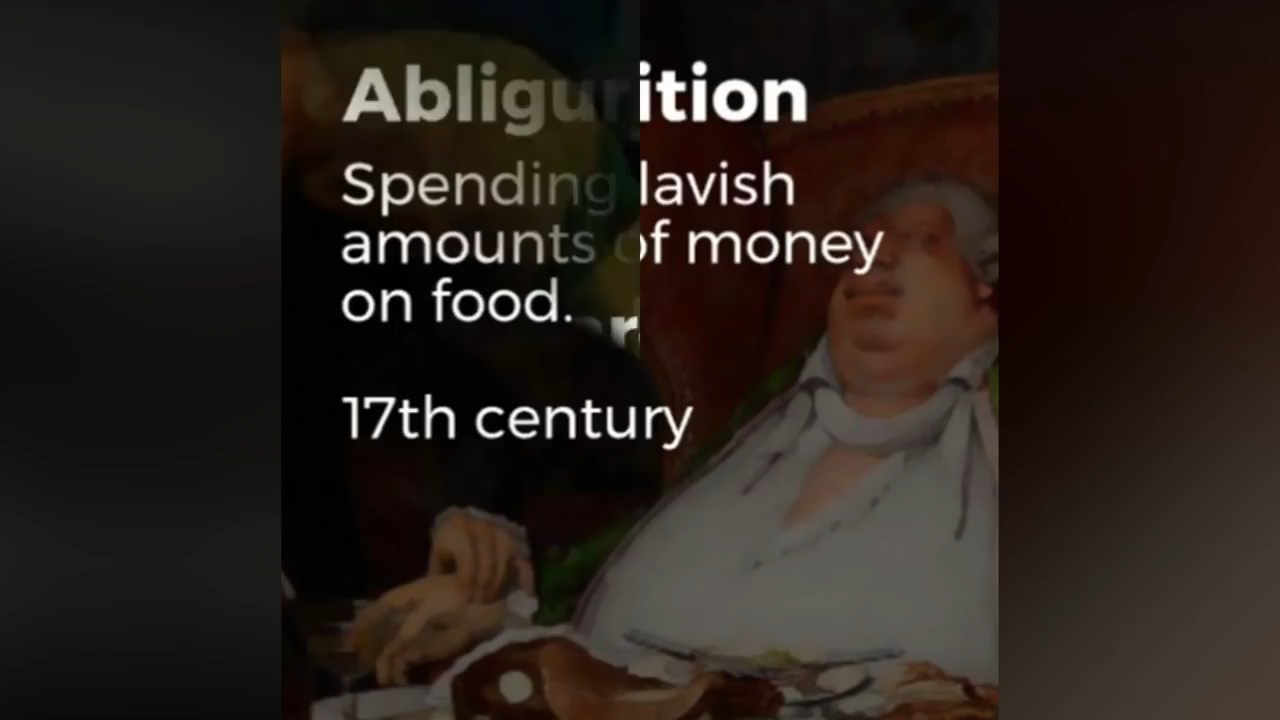 Abligurition
Spending lavish
amounts of money
on food.
17th century